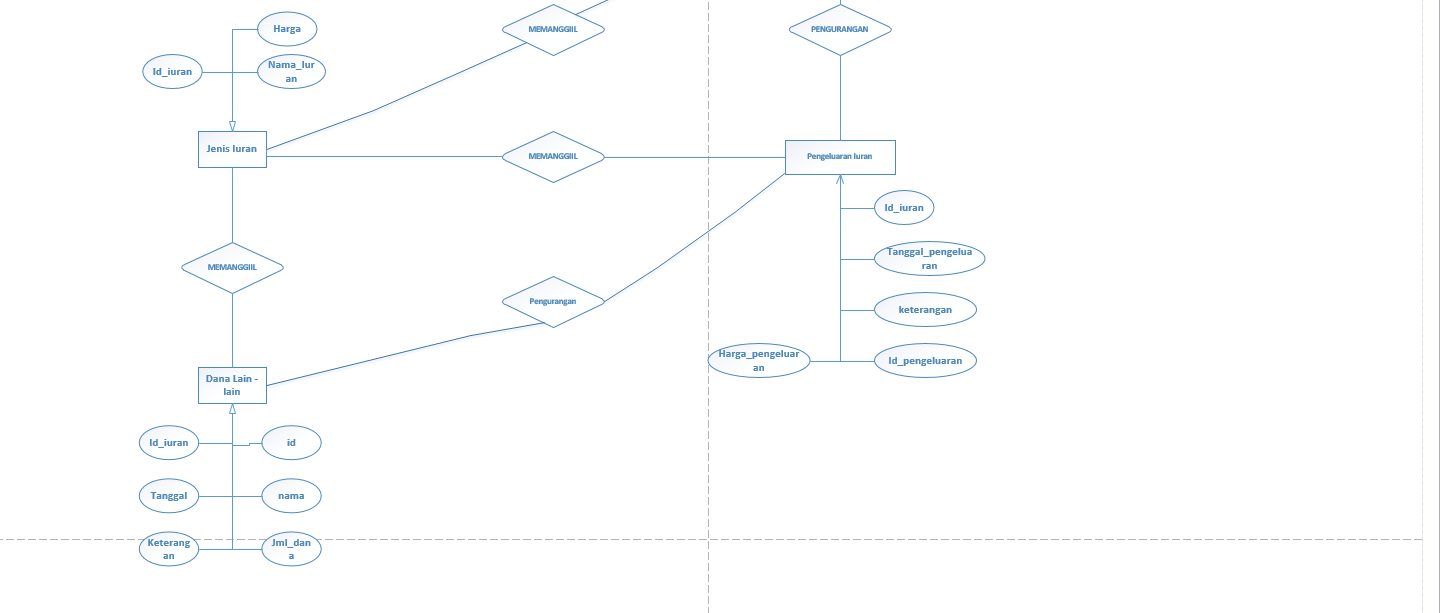 Harga
MEMANGGIIL
PENGURANGAN
Id_iuran
Nama_Iur
an
Jenis Iuran
MEMANGGIIL
Pengeluaran Iuran
Id_iuran
Tanggal_pengelua
ran
MEMANGGIIL
Pengurangan
keterangan
Harga_pengeluar
an
Id_pengeluaran
Dana Lain -
lain
Id_iuran
id
Tanggal
nama
Keterang
an
Jml_dan
a